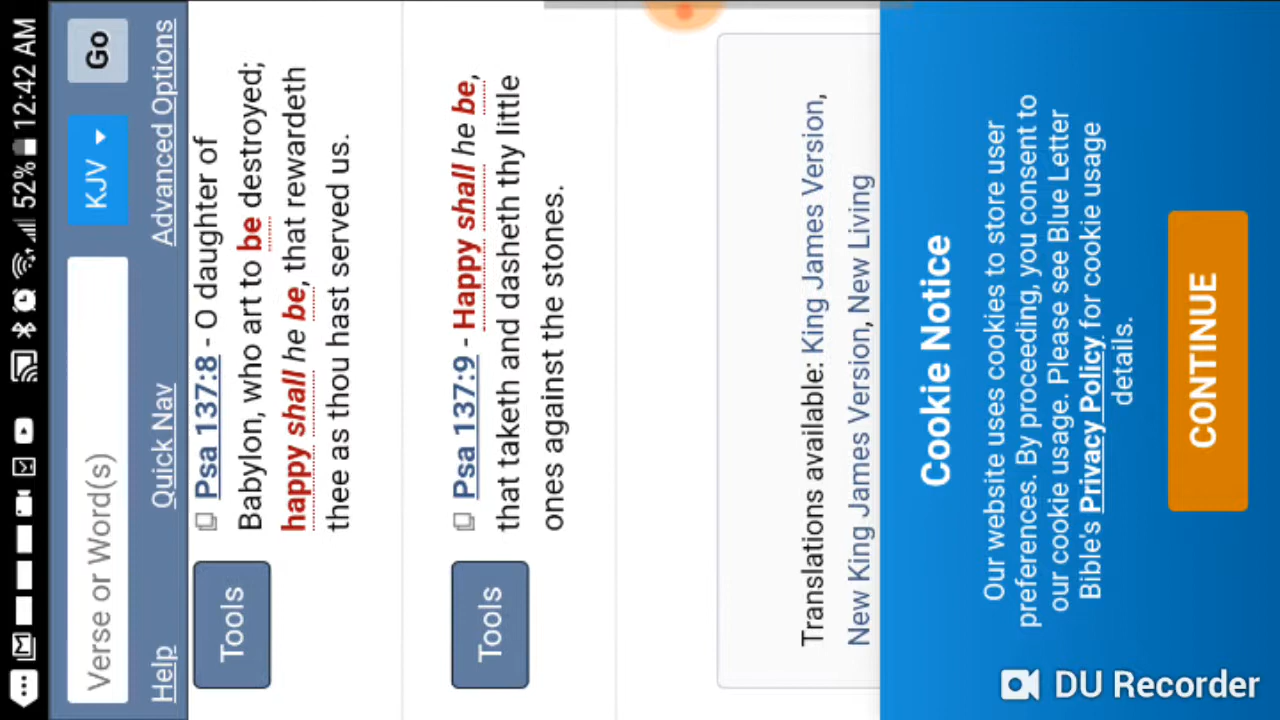 52% 12:42 AM
Verse or Word(s) KJV Go
Help Quick Nav Advanced Options
Tools
Psa 137:8 - O daughter of
Babylon, who art to be destroyed;
happy shall he be, that rewardeth
thee as thou hast served us.
Tools
Psa 137:9 - Happy shall he be,
that taketh and dasheth thy little
ones against the stones.
Translations available: King James Version,
New King James Version, New Living
Cookie Notice
Our website uses cookies to store user
preferences. By proceeding, you consent to
our cookie usage. Please see Blue Letter
Bible's Privacy Policy for cookie usage
details.
CONTINUE
DU Recorder